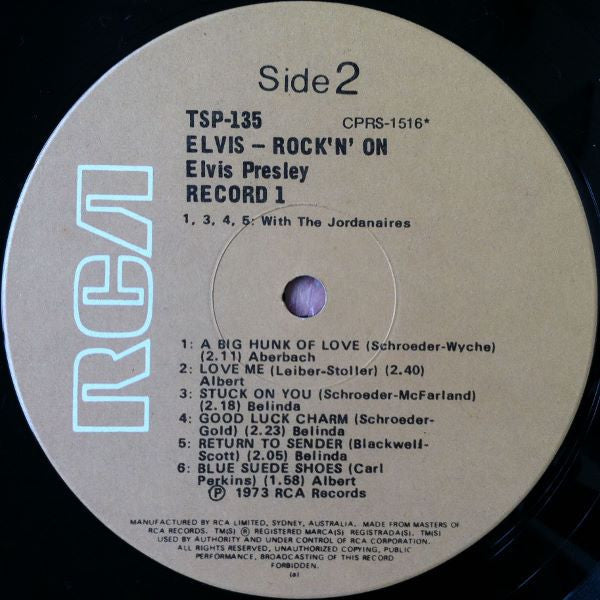 Side 2
TSP-135 CPRS-1516*
ELVIS – ROCK'N' ON
Elvis Presley
RECORD 1
1, 3, 4, 5: With The Jordanaires
RCA
1: A BIG HUNK OF LOVE (Schroeder-Wyche)
(2.11) Aberbach
2: LOVE ME (Leiber-Stoller) (2.40)
Albert
3: STUCK ON YOU (Schroeder-McFarland)
(2.18) Belinda
4: GOOD LUCK CHARM (Schroeder-
Gold) (2.23) Belinda
5: RETURN TO SENDER (Blackwell-
Scott) (2.05) Belinda
6: BLUE SUEDE SHOES (Carl
Perkins) (1.58) Albert
Ⓟ 1973 RCA Records
MANUFACTURED BY RCA LIMITED, SYDNEY, AUSTRALIA. MADE FROM MASTERS OF
RCA RECORDS. TM(S) ® REGISTERED MARCA(S) REGISTRADA(S). TM(S)
USED BY AUTHORITY AND UNDER CONTROL OF RCA CORPORATION.
ALL RIGHTS RESERVED, UNAUTHORIZED COPYING, PUBLIC
PERFORMANCE, BROADCASTING OF THIS RECORD
FORBIDDEN.
(a)